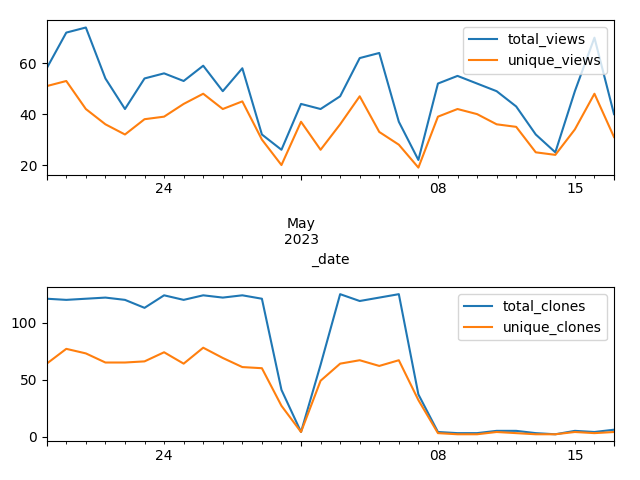 total_views
unique_views
60
40
20
24
08
15
May
2023
_date
total_clones
unique_clones
100
50
0
24
08
15